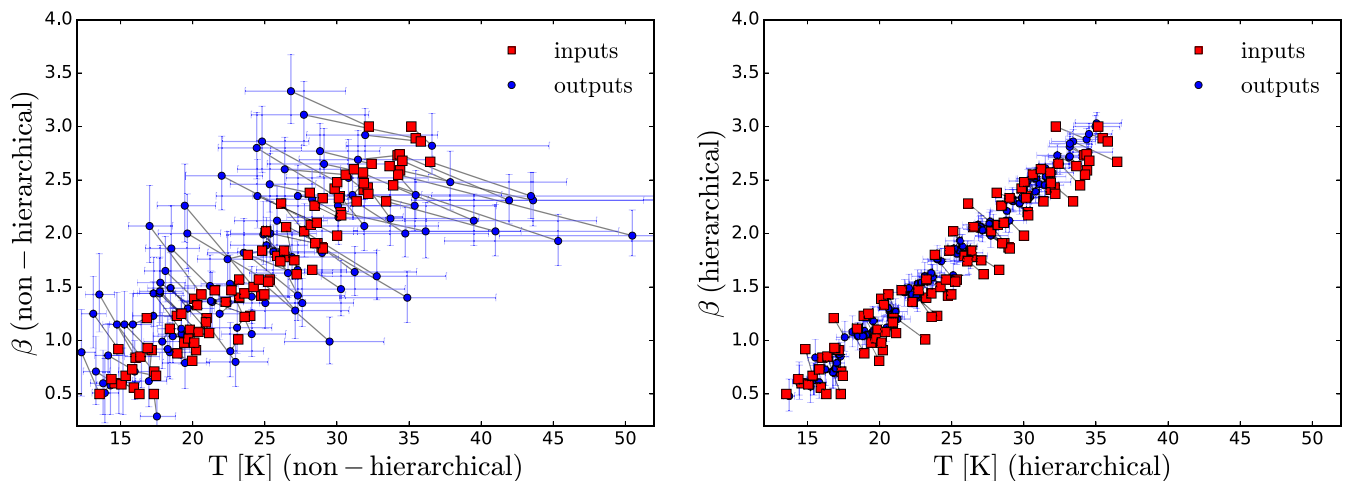 4.0
3.5
3.0
2.5
2.0
1.5
1.0
0.5
β (non − hierarchical)
inputs
outputs
15 20 25 30 35 40 45 50
T [K] (non − hierarchical)
4.0
3.5
3.0
2.5
2.0
1.5
1.0
0.5
β (hierarchical)
inputs
outputs
15 20 25 30 35 40 45 50
T [K] (hierarchical)